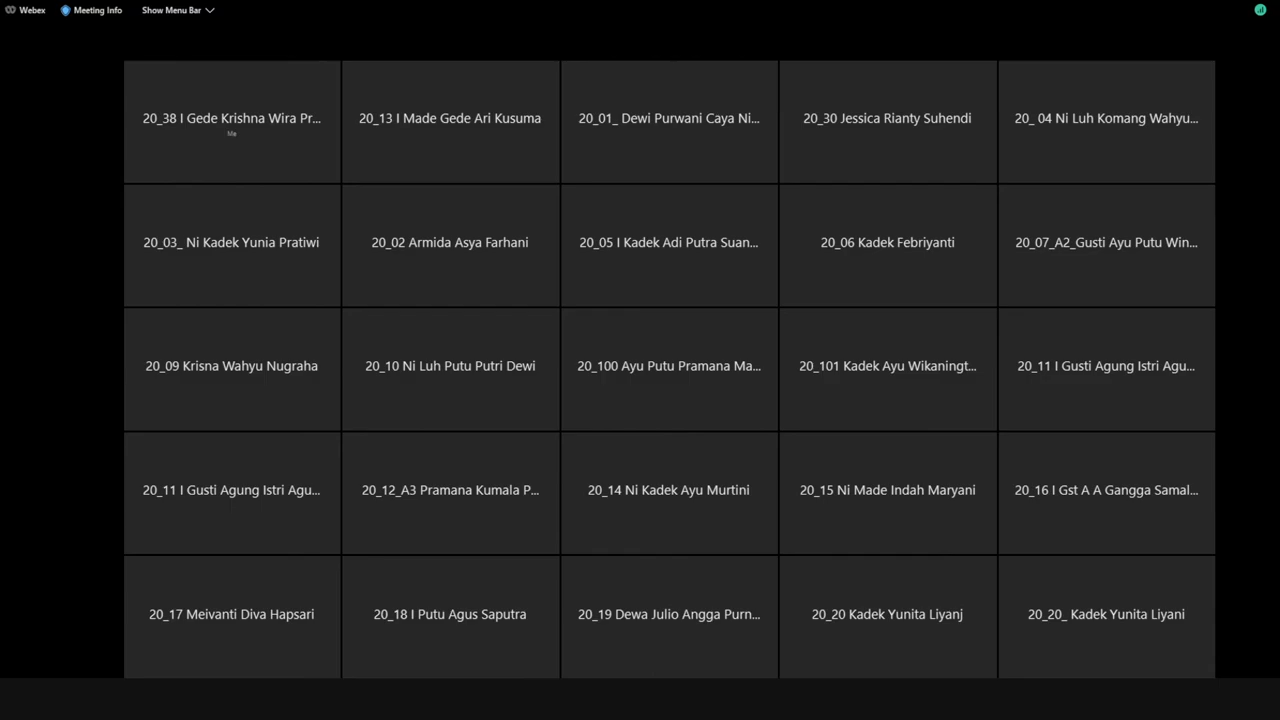 Webex Meeting Info Show Menu Bar
20_38 I Gede Krishna Wira Pr... 20_13 I Made Gede Ari Kusuma 20_01_ Dewi Purwani Caya Ni... 20_30 Jessica Rianty Suhendi 20_ 04 Ni Luh Komang Wahyu...
Me
20_03_ Ni Kadek Yunia Pratiwi 20_02 Armida Asya Farhani 20_05 I Kadek Adi Putra Suan... 20_06 Kadek Febriyanti 20_07_A2_Gusti Ayu Putu Win...
20_09 Krisna Wahyu Nugraha 20_10 Ni Luh Putu Putri Dewi 20_100 Ayu Putu Pramana Ma... 20_101 Kadek Ayu Wikaningt... 20_11 I Gusti Agung Istri Agu...
20_11 I Gusti Agung Istri Agu... 20_12_A3 Pramana Kumala P... 20_14 Ni Kadek Ayu Murtini 20_15 Ni Made Indah Maryani 20_16 I Gst A A Gangga Samal...
20_17 Meivanti Diva Hapsari 20_18 I Putu Agus Saputra 20_19 Dewa Julio Angga Purn... 20_20 Kadek Yunita Liyanj 20_20_ Kadek Yunita Liyani